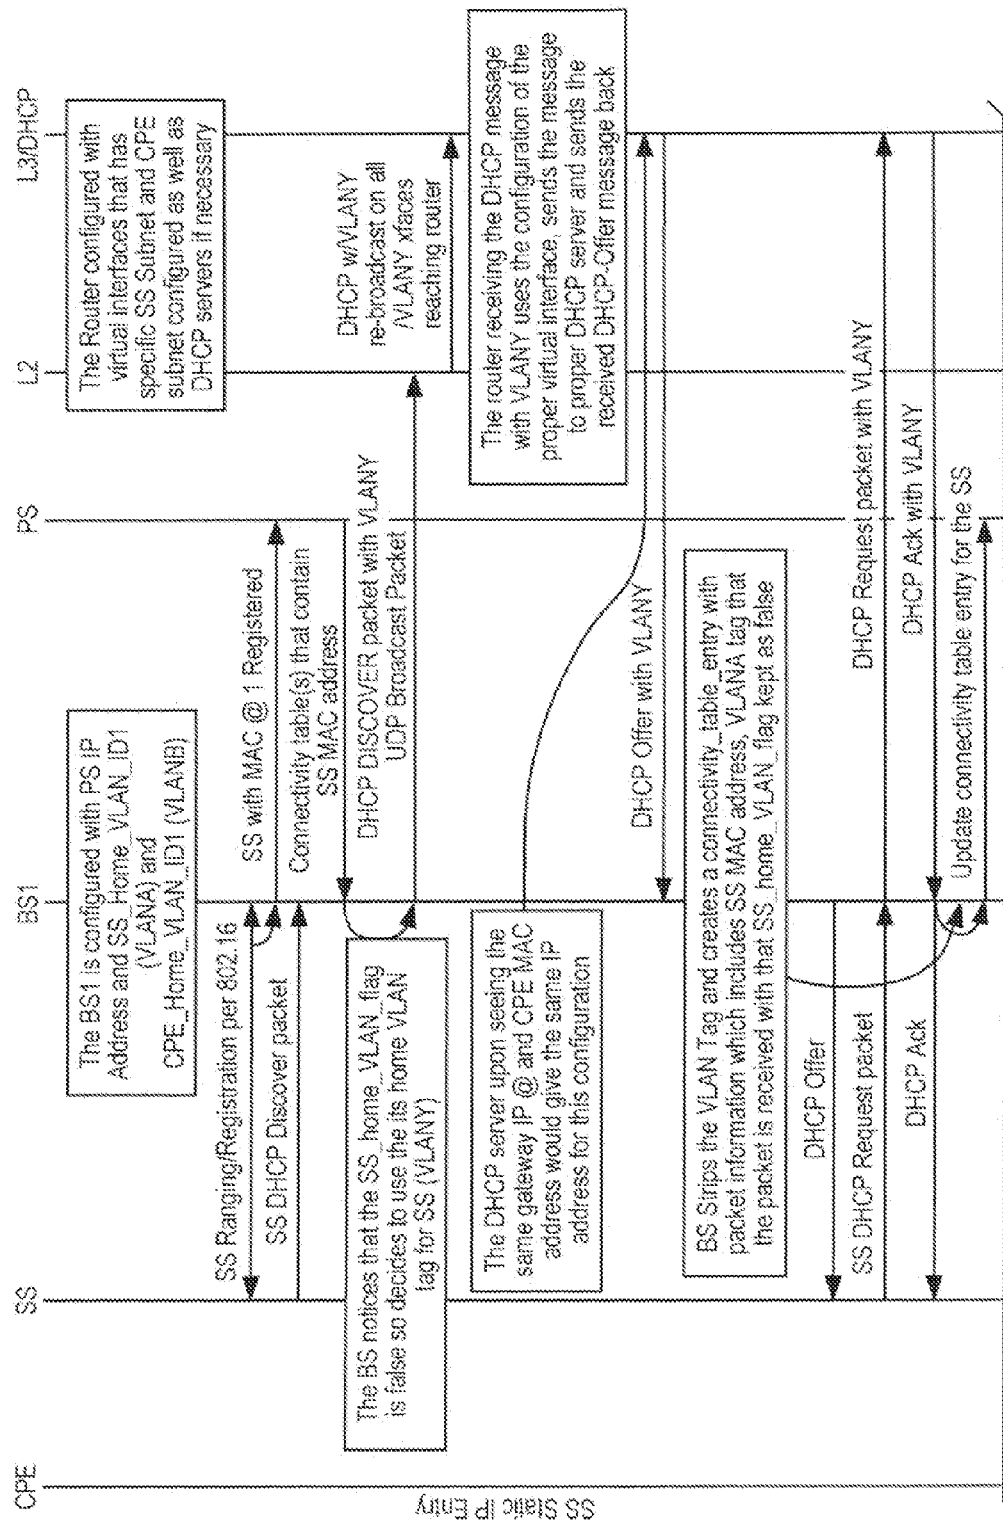 CPE
SS
BS1
PS
L2
L3/DHCP
SS Static IP Entry
The BS1 is configured with PS IP
Address and SS_Home_VLAN_ID1
(VLANA) and
CPE_Home_VLAN_ID1 (VLANB)
The Router configured with
virtual interfaces that has
specific SS Subnet and CPE
subnet configured as well as
DHCP servers if necessary
SS Ranging/Registration per 802.16
SS with MAC @ 1 Registered
SS DHCP Discover packet
Connectivity table(s) that contain
SS MAC address
The BS notices that the SS_home_VLAN_flag
is false so decides to use the its home VLAN
tag for SS (VLANY)
DHCP DISCOVER packet with VLANY
UDP Broadcast Packet
DHCP w/VLANY
re-broadcast on all
/VLANY xfaces
reaching router
The DHCP server upon seeing the
same gateway IP @ and CPE MAC
address would give the same IP
address for this configuration
The router receiving the DHCP message
with VLANY uses the configuration of the
proper virtual interface, sends the message
to proper DHCP server and sends the
received DHCP-Offer message back
DHCP Offer with VLANY
BS Strips the VLAN Tag and creates a connectivity_table_entry with
packet information which includes SS MAC address, VLANA tag that
the packet is received with that SS_home_VLAN_flag kept as false
DHCP Offer
SS DHCP Request packet
DHCP Request packet with VLANY
DHCP Ack
DHCP Ack with VLANY
Update connectivity table entry for the SS